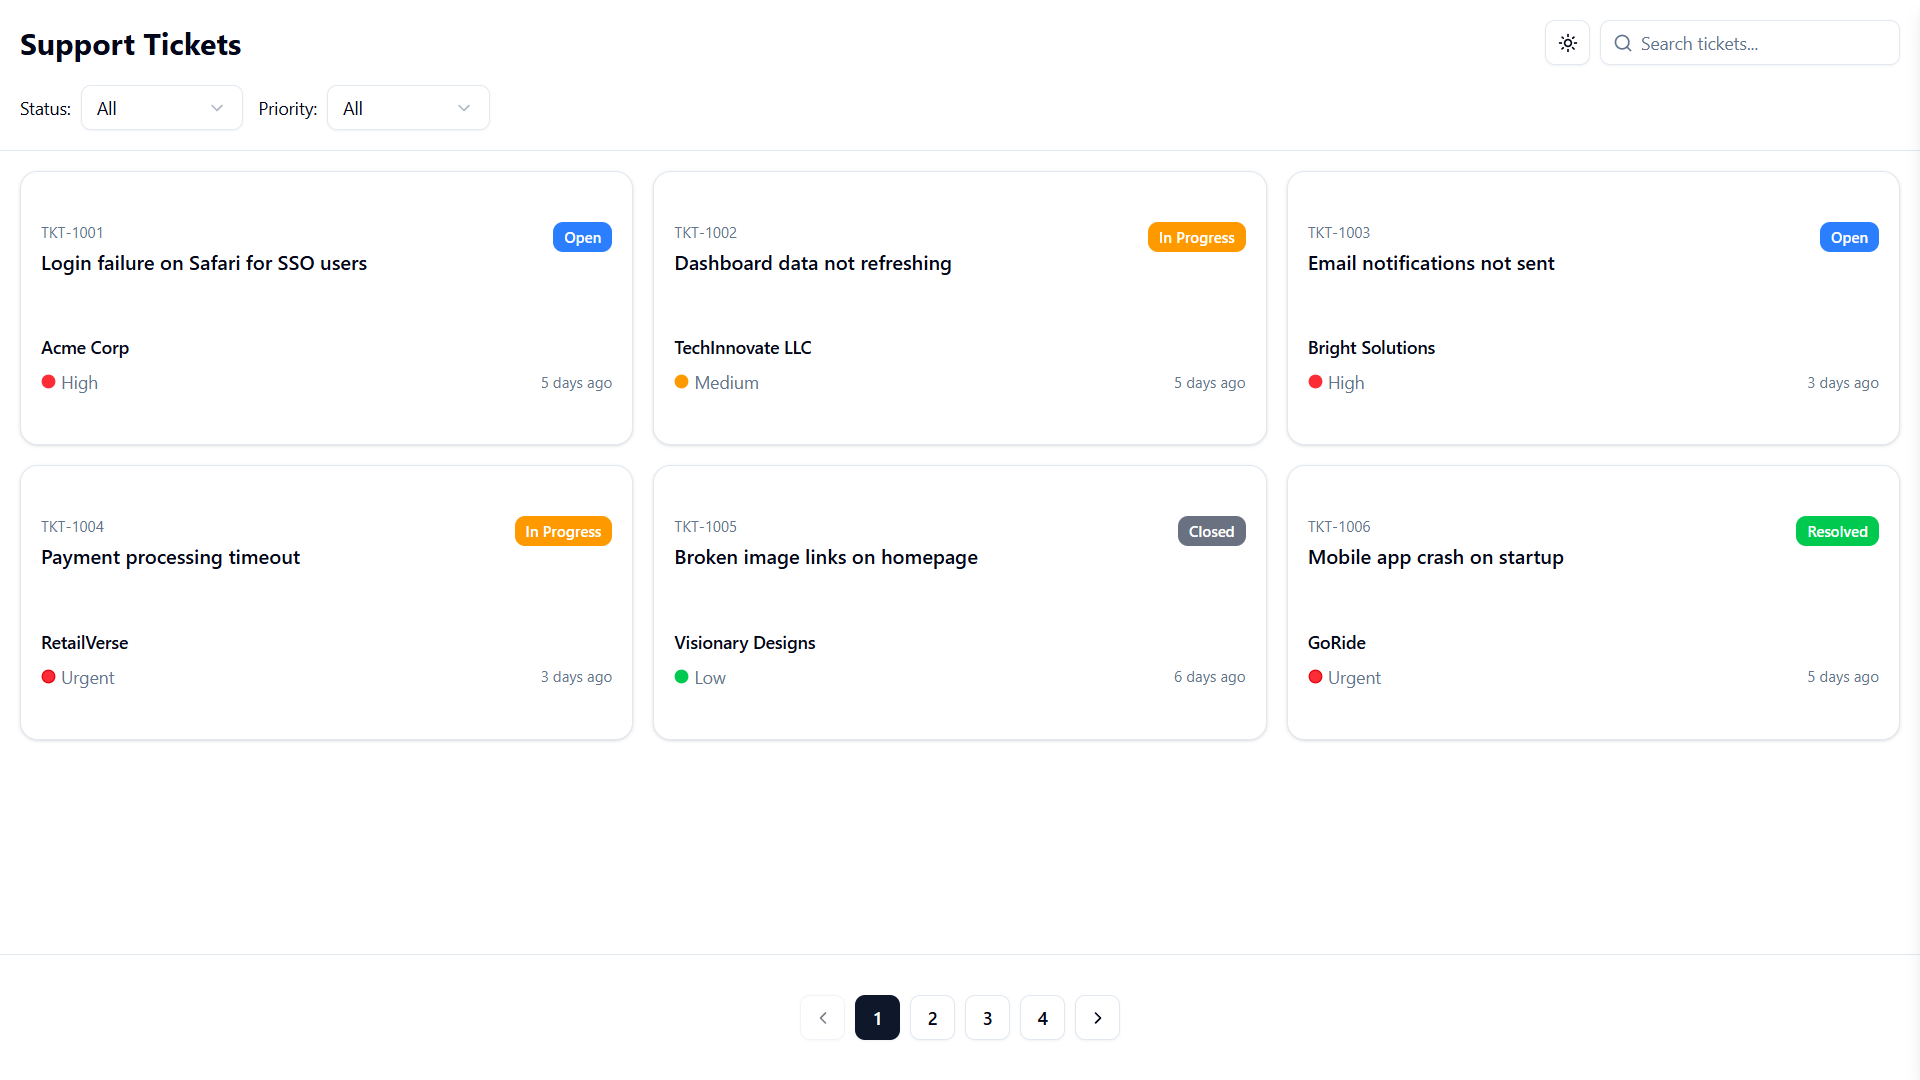 Support Tickets
Search tickets...
Status: All Priority: All
TKT-1001
Open
Login failure on Safari for SSO users
Acme Corp
High 5 days ago
TKT-1002
In Progress
Dashboard data not refreshing
TechInnovate LLC
Medium 5 days ago
TKT-1003
Open
Email notifications not sent
Bright Solutions
High 3 days ago
TKT-1004
In Progress
Payment processing timeout
RetailVerse
Urgent 3 days ago
TKT-1005
Closed
Broken image links on homepage
Visionary Designs
Low 6 days ago
TKT-1006
Resolved
Mobile app crash on startup
GoRide
Urgent 5 days ago
1 2 3 4